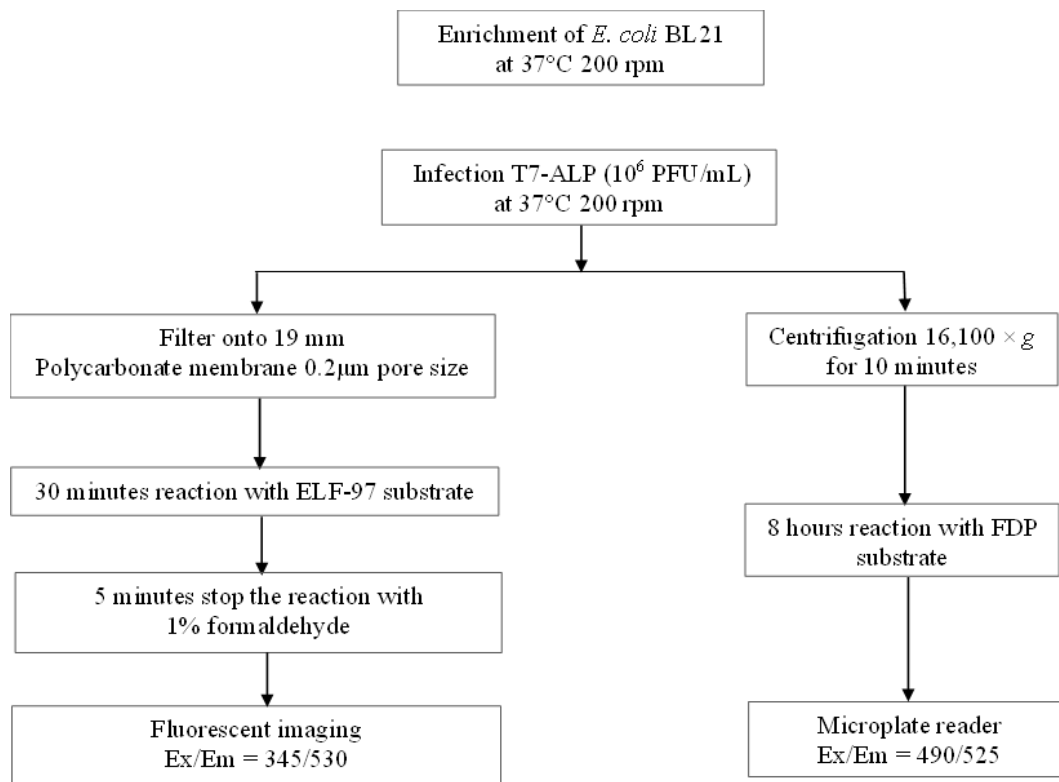 Enrichment of E. coli BL21
at 37°C 200 rpm
Infection T7-ALP (10⁶ PFU/mL)
at 37°C 200 rpm
Filter onto 19 mm
Polycarbonate membrane 0.2µm pore size
30 minutes reaction with ELF-97 substrate
5 minutes stop the reaction with
1% formaldehyde
Fluorescent imaging
Ex/Em = 345/530
Centrifugation 16,100 × g
for 10 minutes
8 hours reaction with FDP
substrate
Microplate reader
Ex/Em = 490/525